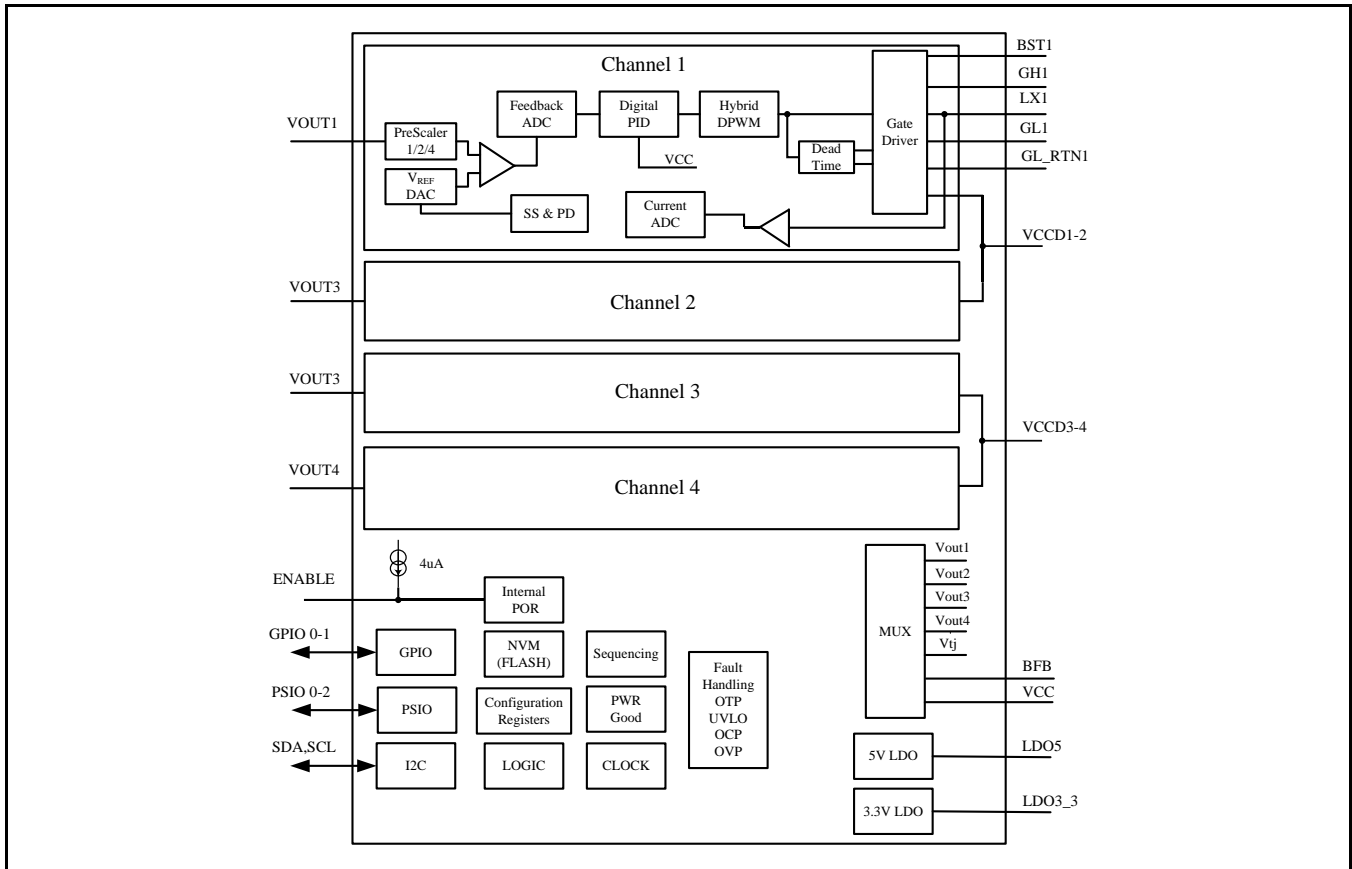 Channel 1
BST1
GH1
LX1
GL1
GL_RTN1
VOUT1
PreScaler
1/2/4
VREF
DAC
Feedback
ADC
Digital
PID
Hybrid
DPWM
VCC
Dead
Time
Gate
Driver
SS & PD
Current
ADC
VCCD1-2
VOUT3
Channel 2
VOUT3
Channel 3
VCCD3-4
VOUT4
Channel 4
4uA
ENABLE
Internal
POR
GPIO 0-1
GPIO
NVM
(FLASH)
Sequencing
PSIO 0-2
PSIO
Configuration
Registers
PWR
Good
SDA,SCL
I2C
LOGIC
CLOCK
Fault
Handling
OTP
UVLO
OCP
OVP
MUX
Vout1
Vout2
Vout3
Vout4
Vtj
BFB
VCC
5V LDO
LDO5
3.3V LDO
LDO3_3